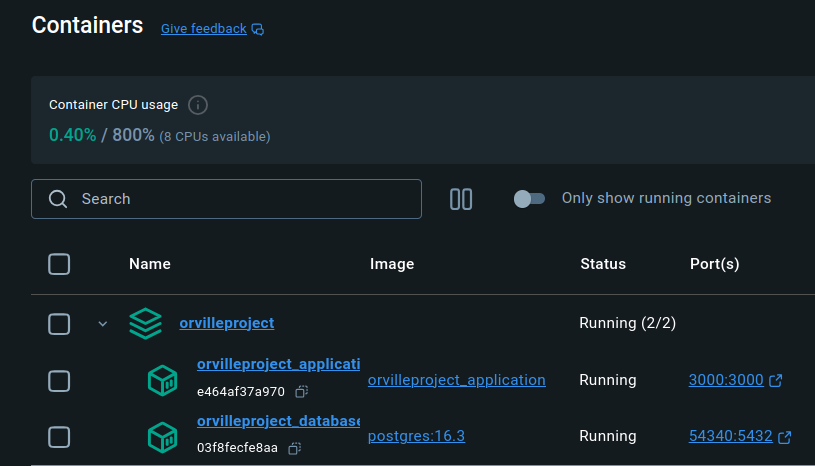 Containers Give feedback
Container CPU usage
0.40% / 800% (8 CPUs available)
Search
Only show running containers
Name Image Status Port(s)
orvilleproject Running (2/2)
orvilleproject_applicati
e464af37a970
orvilleproject_application Running 3000:3000
orvilleproject_database
03f8fecfe8aa
postgres:16.3 Running 54340:5432